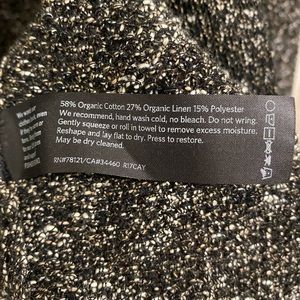 58% Organic Cotton 27% Organic Linen 15% Polyester
We recommend, hand wash cold, no bleach. Do not wring.
Gently squeeze or roll in towel to remove excess moisture.
Reshape and lay flat to dry. Press to restore.
May be dry cleaned.
RN#78121/CA#34460 R17CAY